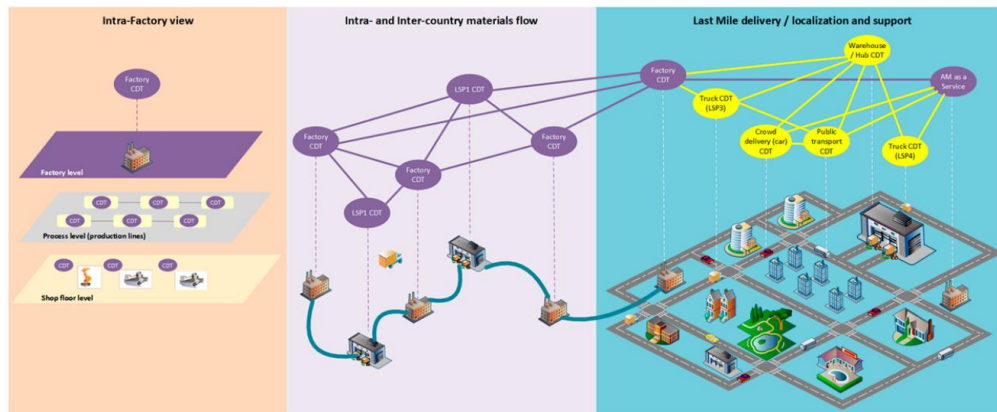 Intra-Factory view
Factory
CDT
Factory level
CDT
CDT
CDT
CDT
CDT
CDT
Process level (production lines)
CDT
CDT
CDT
Shop floor level
Intra- and Inter-country materials flow
LSP1 CDT
Factory
CDT
Factory
CDT
Factory
CDT
LSP1 CDT
Last Mile delivery / localization and support
Warehouse
/ Hub CDT
Factory
CDT
AM as a
Service
Truck CDT
(LSP3)
Crowd
delivery (car)
CDT
Public
transport
CDT
Truck CDT
(LSP4)